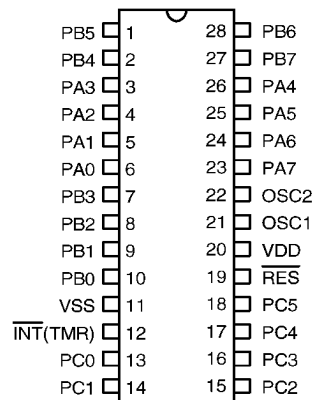 PB5 1 28 PB6
PB4 2 27 PB7
PA3 3 26 PA4
PA2 4 25 PA5
PA1 5 24 PA6
PA0 6 23 PA7
PB3 7 22 OSC2
PB2 8 21 OSC1
PB1 9 20 VDD
PB0 10 19 R̅E̅S̅
VSS 11 18 PC5
I̅N̅T̅(TMR) 12 17 PC4
PC0 13 16 PC3
PC1 14 15 PC2